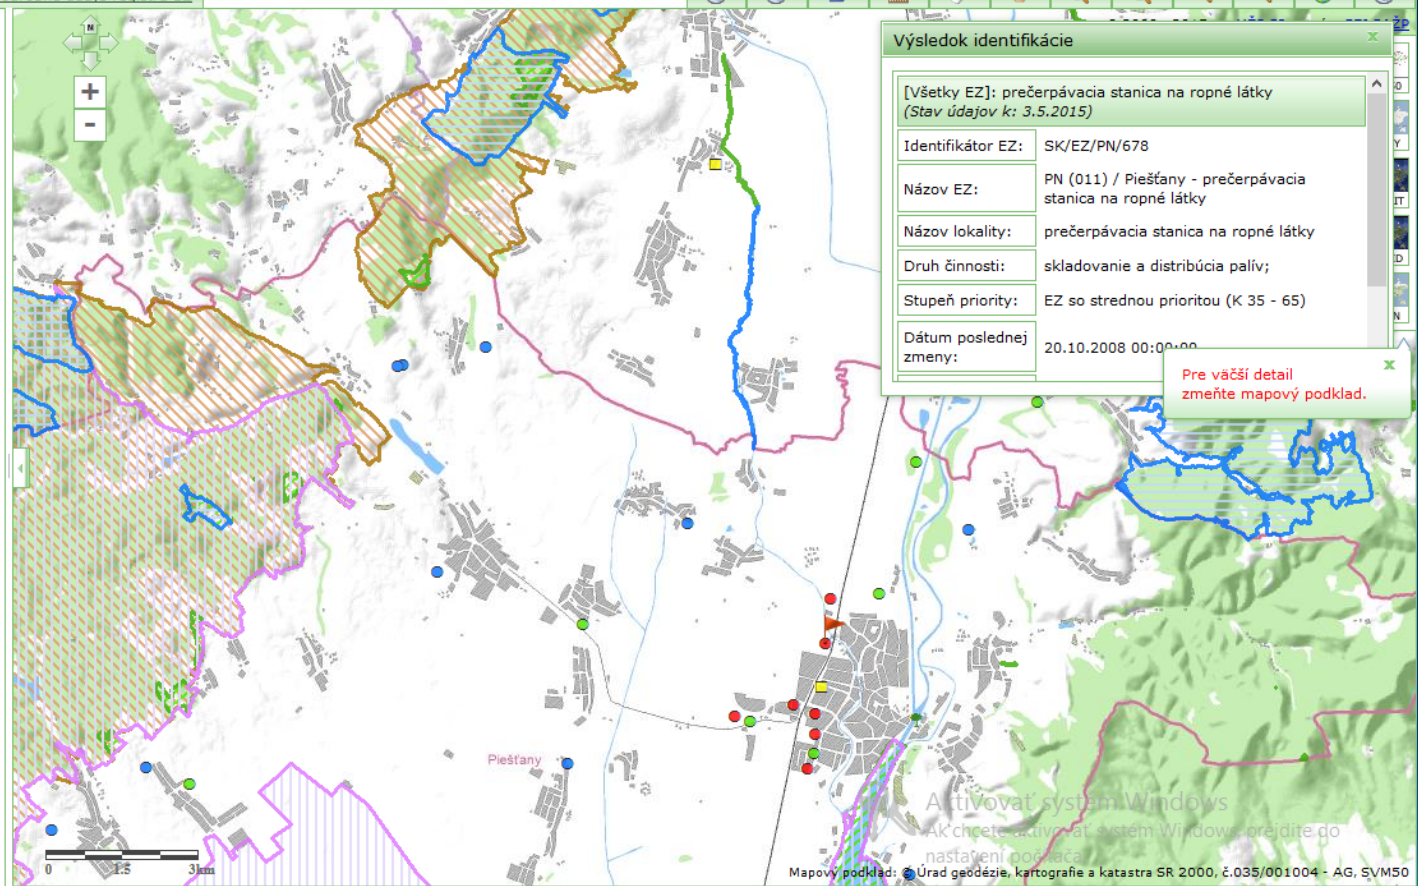 Výsledok identifikácie
[Všetky EZ]: prečerpávacia stanica na ropné látky
(Stav údajov k: 3.5.2015)
Identifikátor EZ: SK/EZ/PN/678
Názov EZ: PN (011) / Piešťany - prečerpávacia
stanica na ropné látky
Názov lokality: prečerpávacia stanica na ropné látky
Druh činnosti: skladovanie a distribúcia palív;
Stupeň priority: EZ so strednou prioritou (K 35 - 65)
Dátum poslednej
zmeny: 20.10.2008 00:00:00
Pre väčší detail
zmeňte mapový podklad.
N
+
-
Piešťany
Aktivovať systém Windows
Ak chcete aktivovať systém Windows, prejdite do
nastavení počítača.
0 1.5 3km
Mapový podklad: © Úrad geodézie, kartografie a katastra SR 2000, č.035/001004 - AG, SVM50